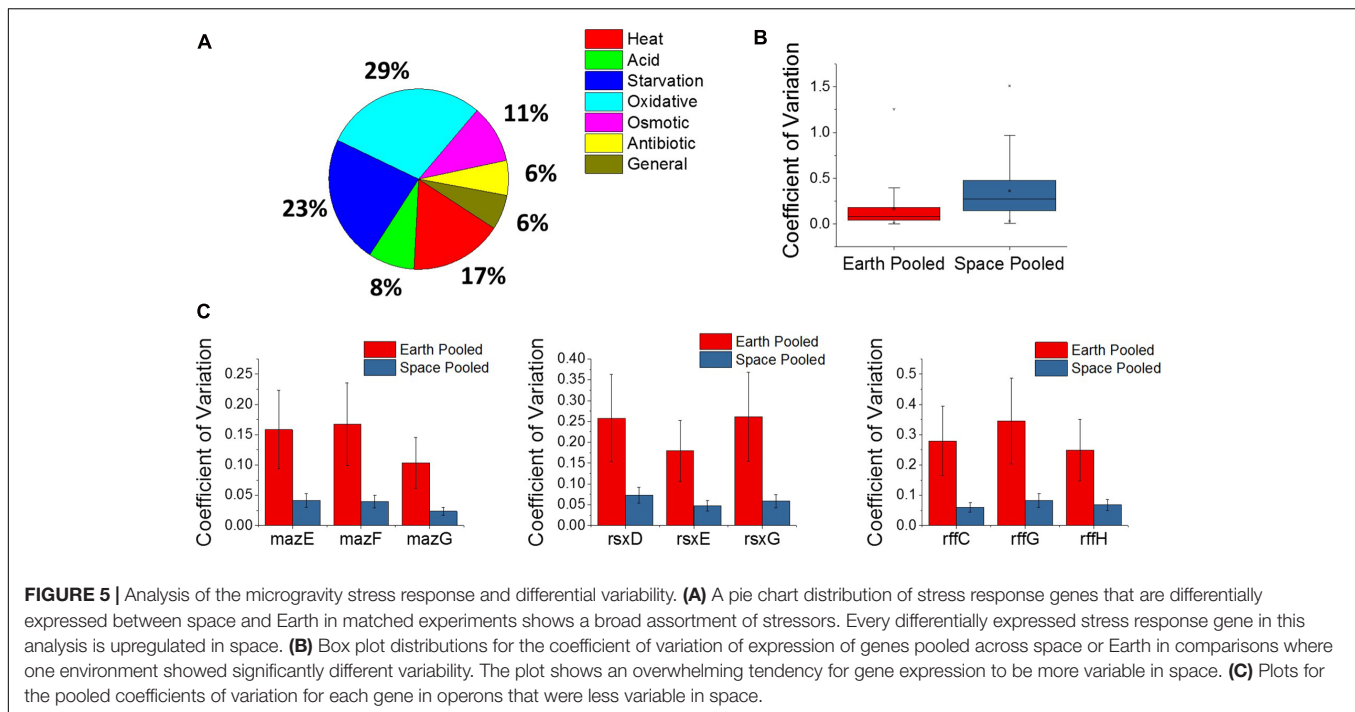 A
29%
11%
6%
6%
17%
8%
23%
Heat
Acid
Starvation
Oxidative
Osmotic
Antibiotic
General
B
Coefficient of Variation
1.5
1.0
0.5
0.0
Earth Pooled Space Pooled
C
Coefficient of Variation
0.25
0.20
0.15
0.10
0.05
0.00
Earth Pooled
Space Pooled
mazE mazF mazG
Coefficient of Variation
0.40
0.35
0.30
0.25
0.20
0.15
0.10
0.05
0.00
Earth Pooled
Space Pooled
rsxD rsxE rsxG
Coefficient of Variation
0.5
0.4
0.3
0.2
0.1
0.0
Earth Pooled
Space Pooled
rffC rffG rffH
FIGURE 5 | Analysis of the microgravity stress response and differential variability. (A) A pie chart distribution of stress response genes that are differentially
expressed between space and Earth in matched experiments shows a broad assortment of stressors. Every differentially expressed stress response gene in this
analysis is upregulated in space. (B) Box plot distributions for the coefficient of variation of expression of genes pooled across space or Earth in comparisons where
one environment showed significantly different variability. The plot shows an overwhelming tendency for gene expression to be more variable in space. (C) Plots for
the pooled coefficients of variation for each gene in operons that were less variable in space.